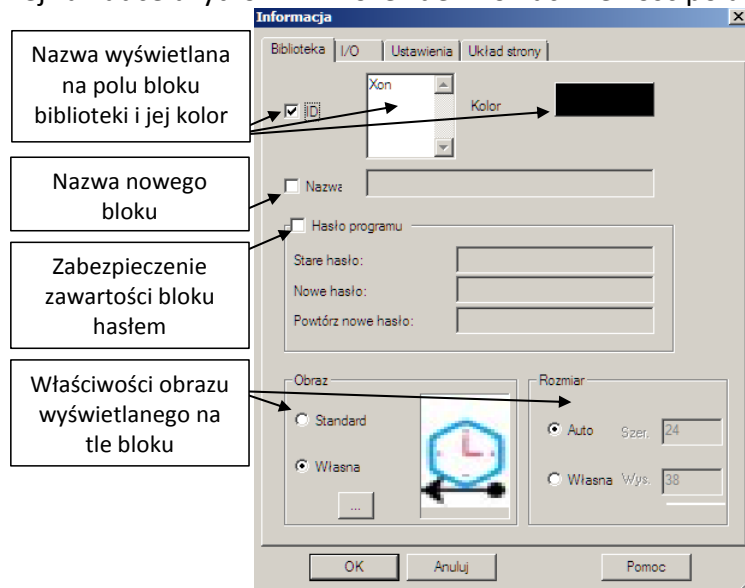 Informacja
Biblioteka I/O Ustawienia Układ strony
Nazwa wyświetlana
na polu bloku
biblioteki i jej kolor
ID
Xon
Kolor
Nazwa nowego
bloku
Nazwa
Zabezpieczenie
zawartości bloku
hasłem
Hasło programu
Stare hasło:
Nowe hasło:
Powtórz nowe hasło:
Właściwości obrazu
wyświetlanego na
tle bloku
Obraz
Standard
Własna
...
Rozmiar
Auto Szer. 24
Własna Wys. 38
OK Anuluj Pomoc